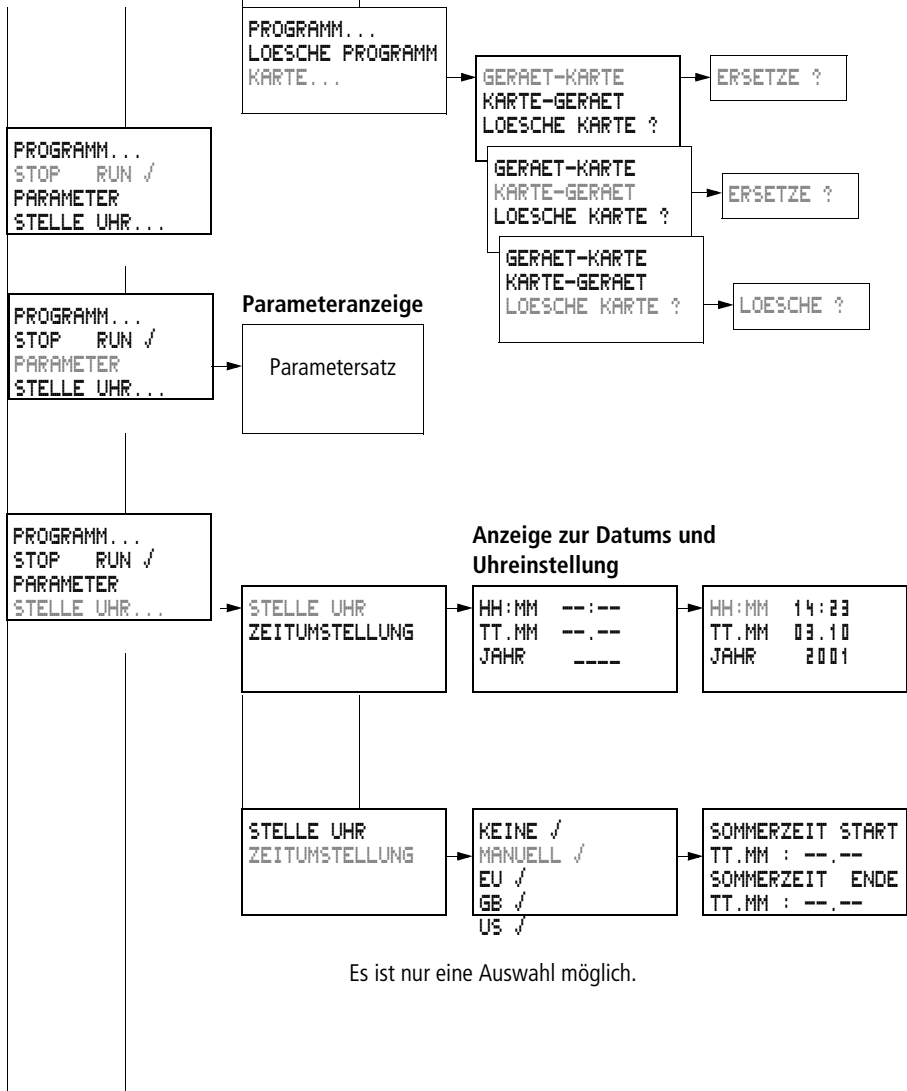 PROGRAMM...
LOESCHE PROGRAMM
KARTE...
GERAET-KARTE
KARTE-GERAET
LOESCHE KARTE ?
ERSETZE ?
GERAET-KARTE
KARTE-GERAET
LOESCHE KARTE ?
ERSETZE ?
GERAET-KARTE
KARTE-GERAET
LOESCHE KARTE ?
LOESCHE ?
PROGRAMM...
STOP RUN √
PARAMETER
STELLE UHR...
PROGRAMM...
STOP RUN √
PARAMETER
STELLE UHR...
Parameteranzeige
Parametersatz
PROGRAMM...
STOP RUN √
PARAMETER
STELLE UHR...
STELLE UHR
ZEITUMSTELLUNG
Anzeige zur Datums und
Uhreinstellung
HH:MM --:--
TT.MM --.--
JAHR ____
HH:MM 14:23
TT.MM 03.10
JAHR 2001
STELLE UHR
ZEITUMSTELLUNG
KEINE √
MANUELL √
EU √
GB √
US √
SOMMERZEIT START
TT.MM : --.--
SOMMERZEIT ENDE
TT.MM : --.--
Es ist nur eine Auswahl möglich.